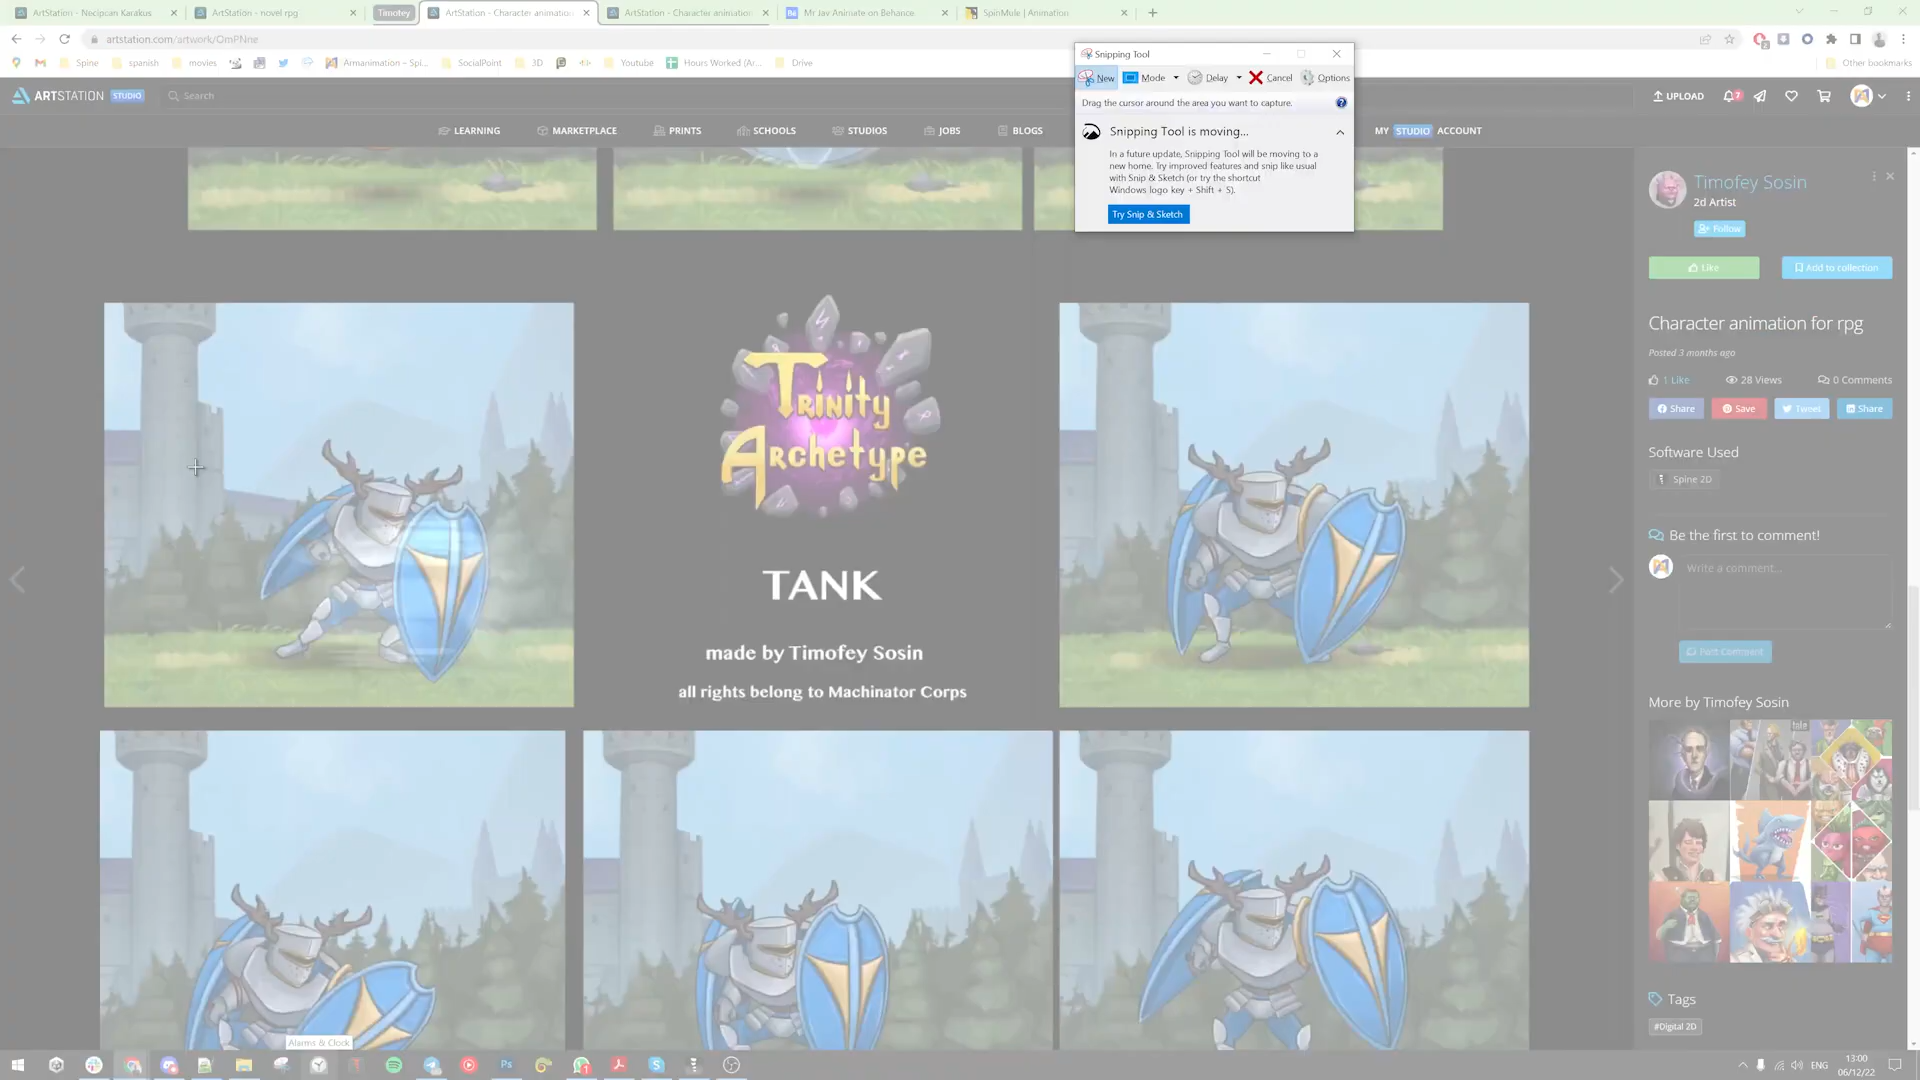 ArtStation - Necipcan Karakus
ArtStation - novel rpg
Timofey
ArtStation - Character animation
ArtStation - Character animation
Mr Jav Animate on Behance
SpinMule | Animation
artstation.com/artwork/OmPNne
Spine
spanish
movies
Armanimation – Spi...
SocialPoint
3D
Youtube
Hours Worked (Ar...
Drive
Other bookmarks
Snipping Tool
New
Mode
Delay
Cancel
Options
Drag the cursor around the area you want to capture.
Snipping Tool is moving...
In a future update, Snipping Tool will be moving to a
new home. Try improved features and snip like usual
with Snip & Sketch (or try the shortcut
Windows logo key + Shift + S).
Try Snip & Sketch
ARTSTATION STUDIO
Search
UPLOAD
7
LEARNING
MARKETPLACE
PRINTS
SCHOOLS
STUDIOS
JOBS
BLOGS
MY STUDIO ACCOUNT
Trinity
Archetype
TANK
made by Timofey Sosin
all rights belong to Machinator Corps
Timofey Sosin
2d Artist
Follow
Like
Add to collection
Character animation for rpg
Posted 3 months ago
1 Like
28 Views
0 Comments
Share
Save
Tweet
Share
Software Used
Spine 2D
Be the first to comment!
Write a comment...
Post Comment
More by Timofey Sosin
Tags
#Digital 2D
Alarms & Clock
ENG
13:00
06/12/22